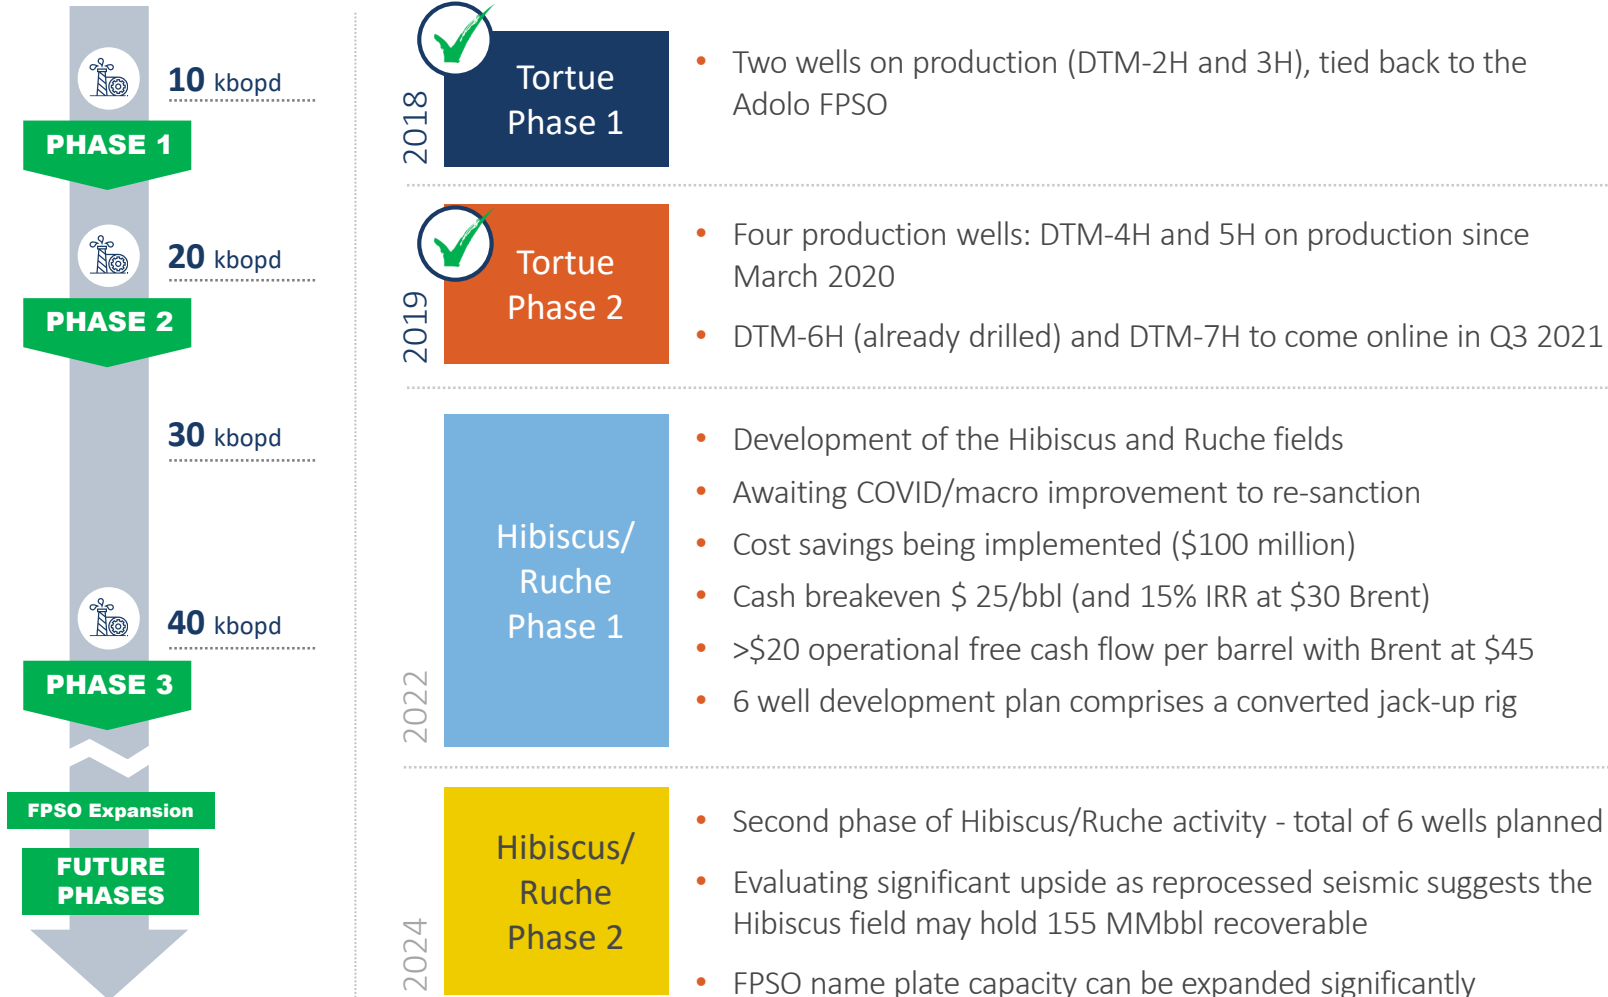 10 kbopd
PHASE 1
20 kbopd
PHASE 2
30 kbopd
40 kbopd
PHASE 3
FPSO Expansion
FUTURE
PHASES
2018
Tortue
Phase 1
• Two wells on production (DTM-2H and 3H), tied back to the
Adolo FPSO
2019
Tortue
Phase 2
• Four production wells: DTM-4H and 5H on production since
March 2020
• DTM-6H (already drilled) and DTM-7H to come online in Q3 2021
2022
Hibiscus/
Ruche
Phase 1
• Development of the Hibiscus and Ruche fields
• Awaiting COVID/macro improvement to re-sanction
• Cost savings being implemented ($100 million)
• Cash breakeven $ 25/bbl (and 15% IRR at $30 Brent)
• >$20 operational free cash flow per barrel with Brent at $45
• 6 well development plan comprises a converted jack-up rig
2024
Hibiscus/
Ruche
Phase 2
• Second phase of Hibiscus/Ruche activity - total of 6 wells planned
• Evaluating significant upside as reprocessed seismic suggests the
Hibiscus field may hold 155 MMbbl recoverable
• FPSO name plate capacity can be expanded significantly